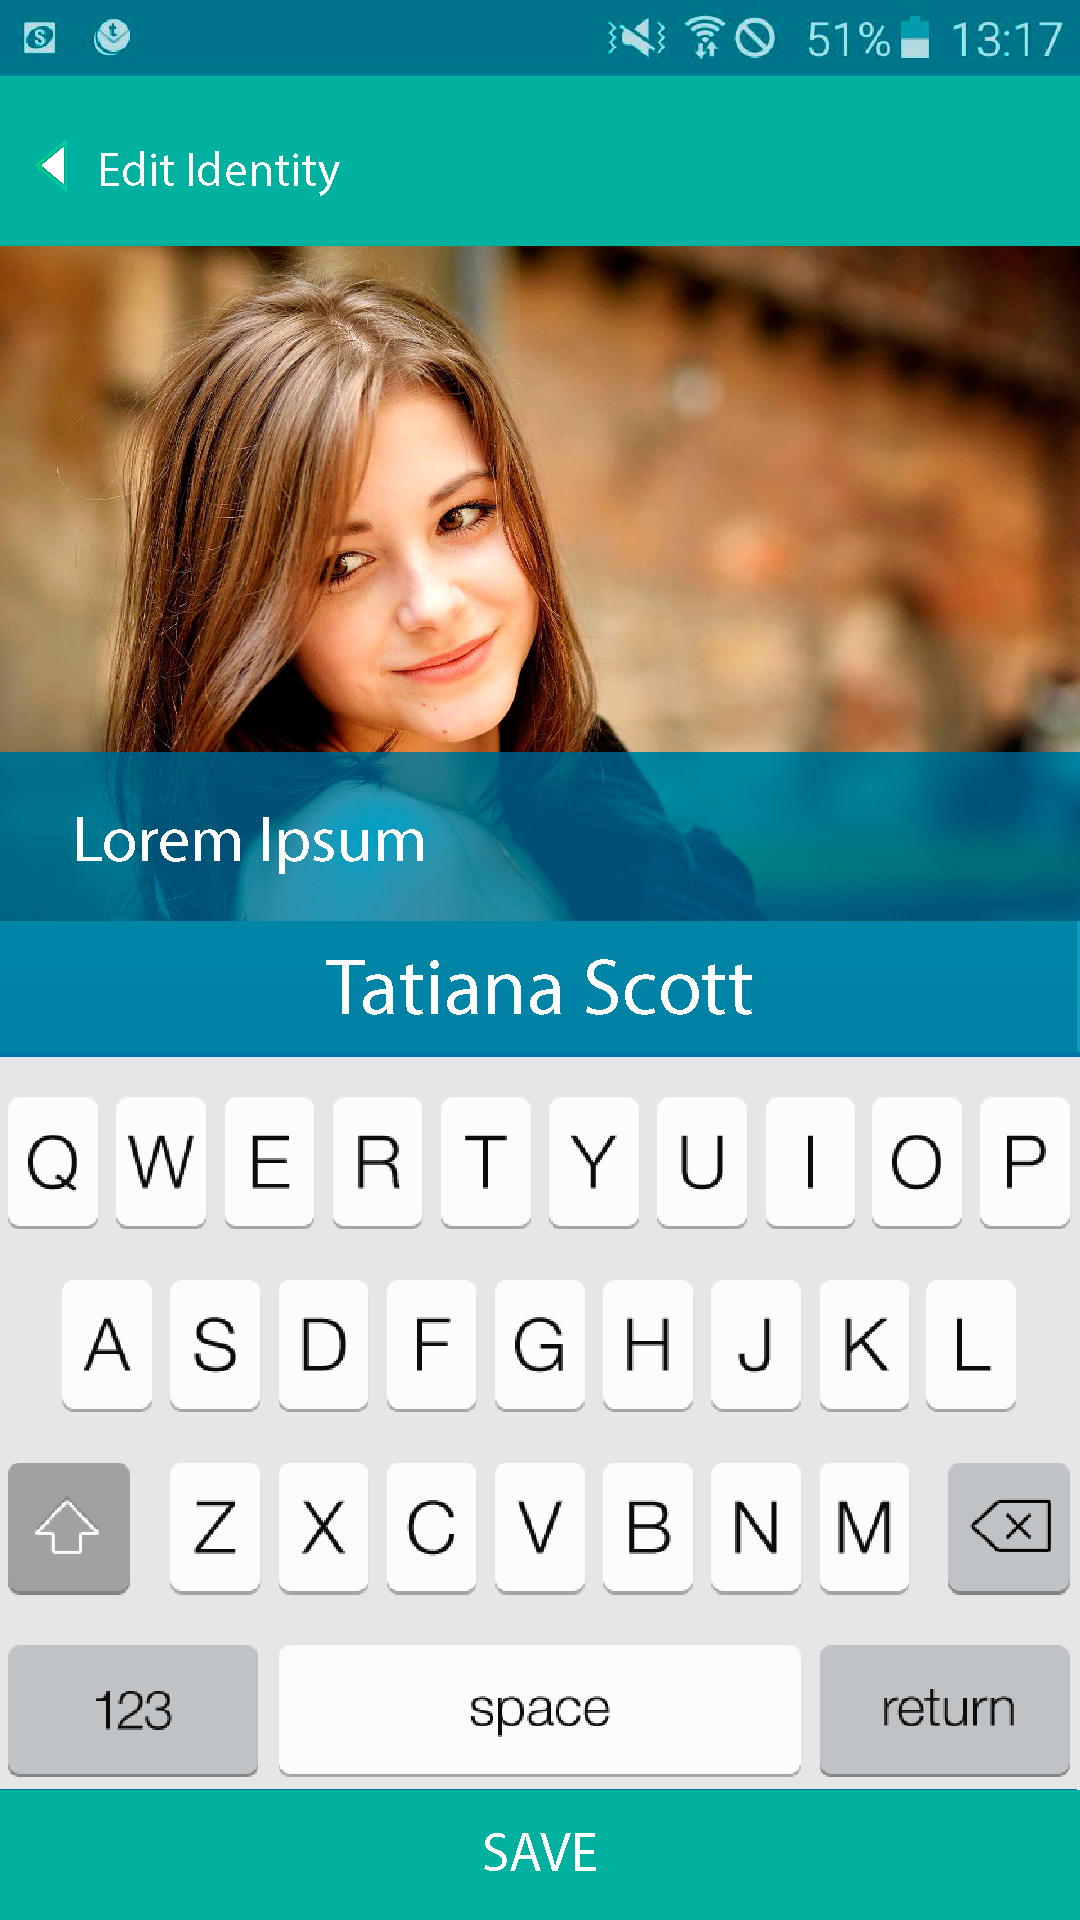 51% 13:17
Edit Identity
Lorem Ipsum
Tatiana Scott
Q W E R T Y U I O P
A S D F G H J K L
Z X C V B N M
123 space return
SAVE